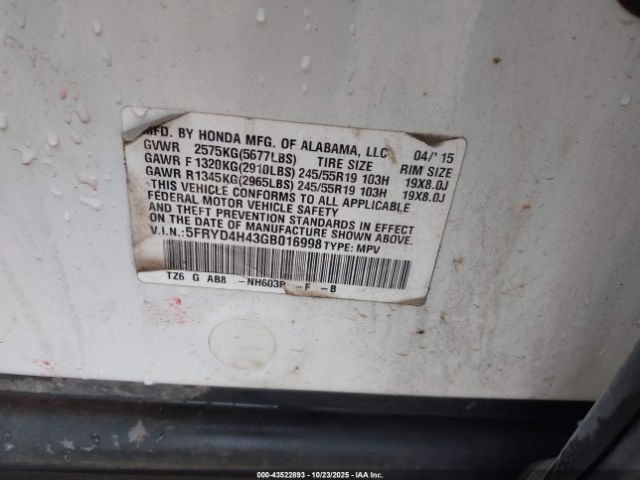 MFD. BY HONDA MFG. OF ALABAMA, LLC 04/'15
GVWR 2575KG(5677LBS) TIRE SIZE RIM SIZE
GAWR F 1320KG(2910LBS) 245/55R19 103H 19X8.0J
GAWR R1345KG(2965LBS) 245/55R19 103H 19X8.0J
THIS VEHICLE CONFORMS TO ALL APPLICABLE
FEDERAL MOTOR VEHICLE SAFETY
AND THEFT PREVENTION STANDARDS IN EFFECT
ON THE DATE OF MANUFACTURE SHOWN ABOVE.
V.I.N.:5FRYD4H43GB016998 TYPE: MPV
TZ6 G AB8 -NH603P -F -B
000-43522893 - 10/23/2025 - IAAI.COM